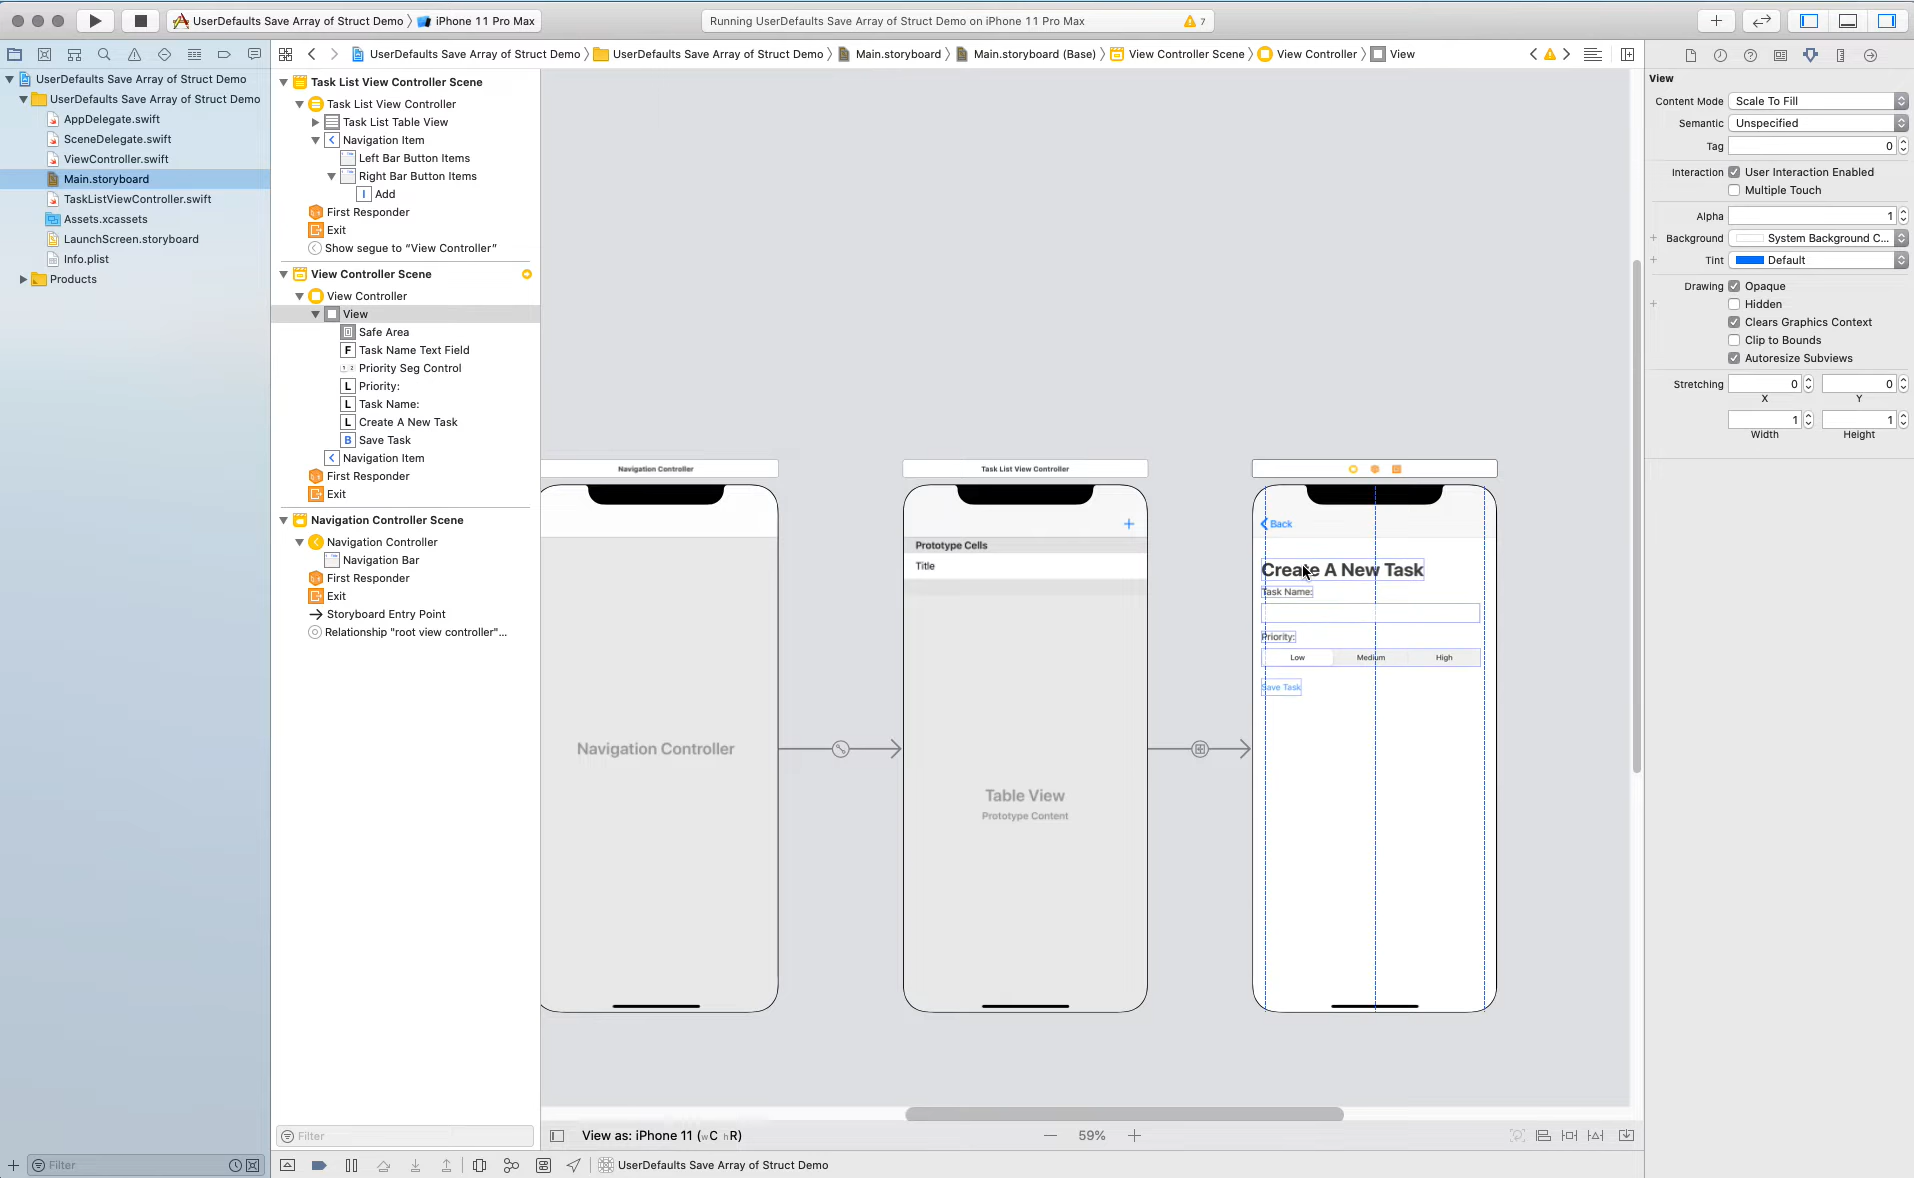 UserDefaults Save Array of Struct Demo
iPhone 11 Pro Max
Running UserDefaults Save Array of Struct Demo on iPhone 11 Pro Max
7
UserDefaults Save Array of Struct Demo
UserDefaults Save Array of Struct Demo
Main.storyboard
Main.storyboard (Base)
View Controller Scene
View Controller
View
UserDefaults Save Array of Struct Demo
UserDefaults Save Array of Struct Demo
AppDelegate.swift
SceneDelegate.swift
ViewController.swift
Main.storyboard
TaskListViewController.swift
Assets.xcassets
LaunchScreen.storyboard
Info.plist
Products
Filter
Task List View Controller Scene
Task List View Controller
Task List Table View
Navigation Item
Left Bar Button Items
Right Bar Button Items
Add
First Responder
Exit
Show segue to “View Controller”
View Controller Scene
View Controller
View
Safe Area
F Task Name Text Field
1 2 Priority Seg Control
L Priority:
L Task Name:
L Create A New Task
B Save Task
Navigation Item
First Responder
Exit
Navigation Controller Scene
Navigation Controller
Navigation Bar
First Responder
Exit
Storyboard Entry Point
Relationship "root view controller"...
Filter
Navigation Controller
Navigation Controller
Task List View Controller
Prototype Cells
Title
Table View
Prototype Content
Back
Create A New Task
Task Name:
Priority:
Low
Medium
High
Save Task
View as: iPhone 11 (wC hR)
59%
UserDefaults Save Array of Struct Demo
View
Content Mode Scale To Fill
Semantic Unspecified
Tag 0
Interaction User Interaction Enabled
Multiple Touch
Alpha 1
Background System Background C...
Tint Default
Drawing Opaque
Hidden
Clears Graphics Context
Clip to Bounds
Autoresize Subviews
Stretching 0 0
X Y
1 1
Width Height